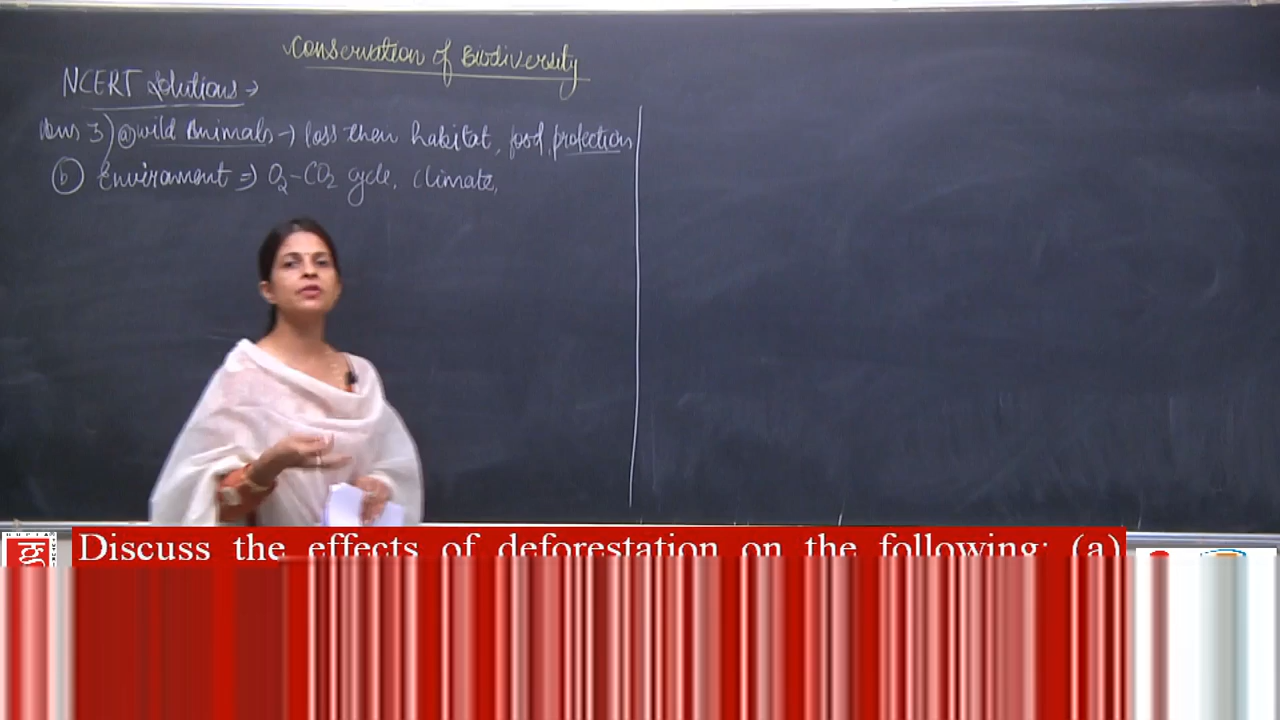 Conservation of Biodiversity
NCERT Solutions →
Ans 3) (a) Wild Animals → loss their habitat, food, protection
(b) Enviroment ⇒ O2-CO2 cycle, climate,
Discuss the effects of deforestation on the following: (a)